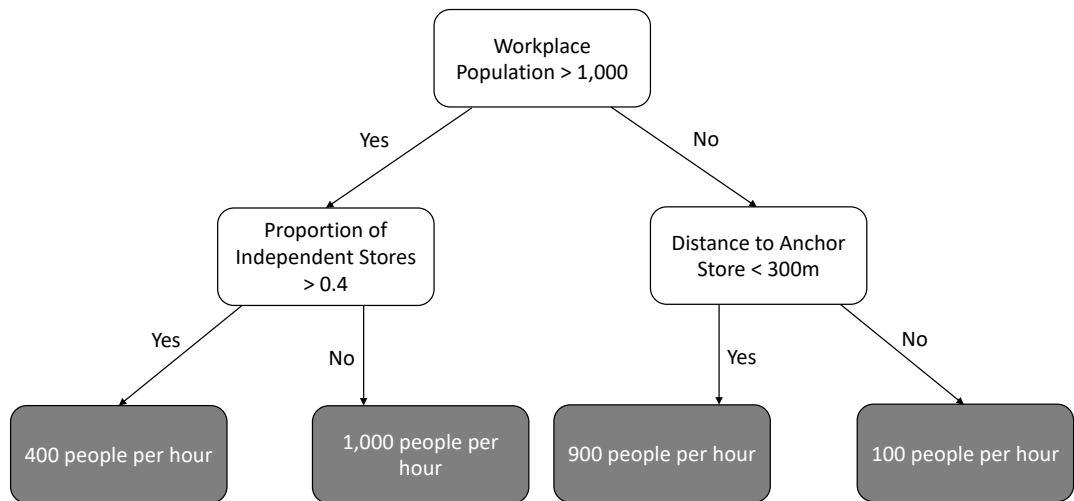 Workplace
Population > 1,000
Yes
No
Proportion of
Independent Stores
> 0.4
Distance to Anchor
Store < 300m
Yes
No
Yes
No
400 people per hour
1,000 people per
hour
900 people per hour
100 people per hour